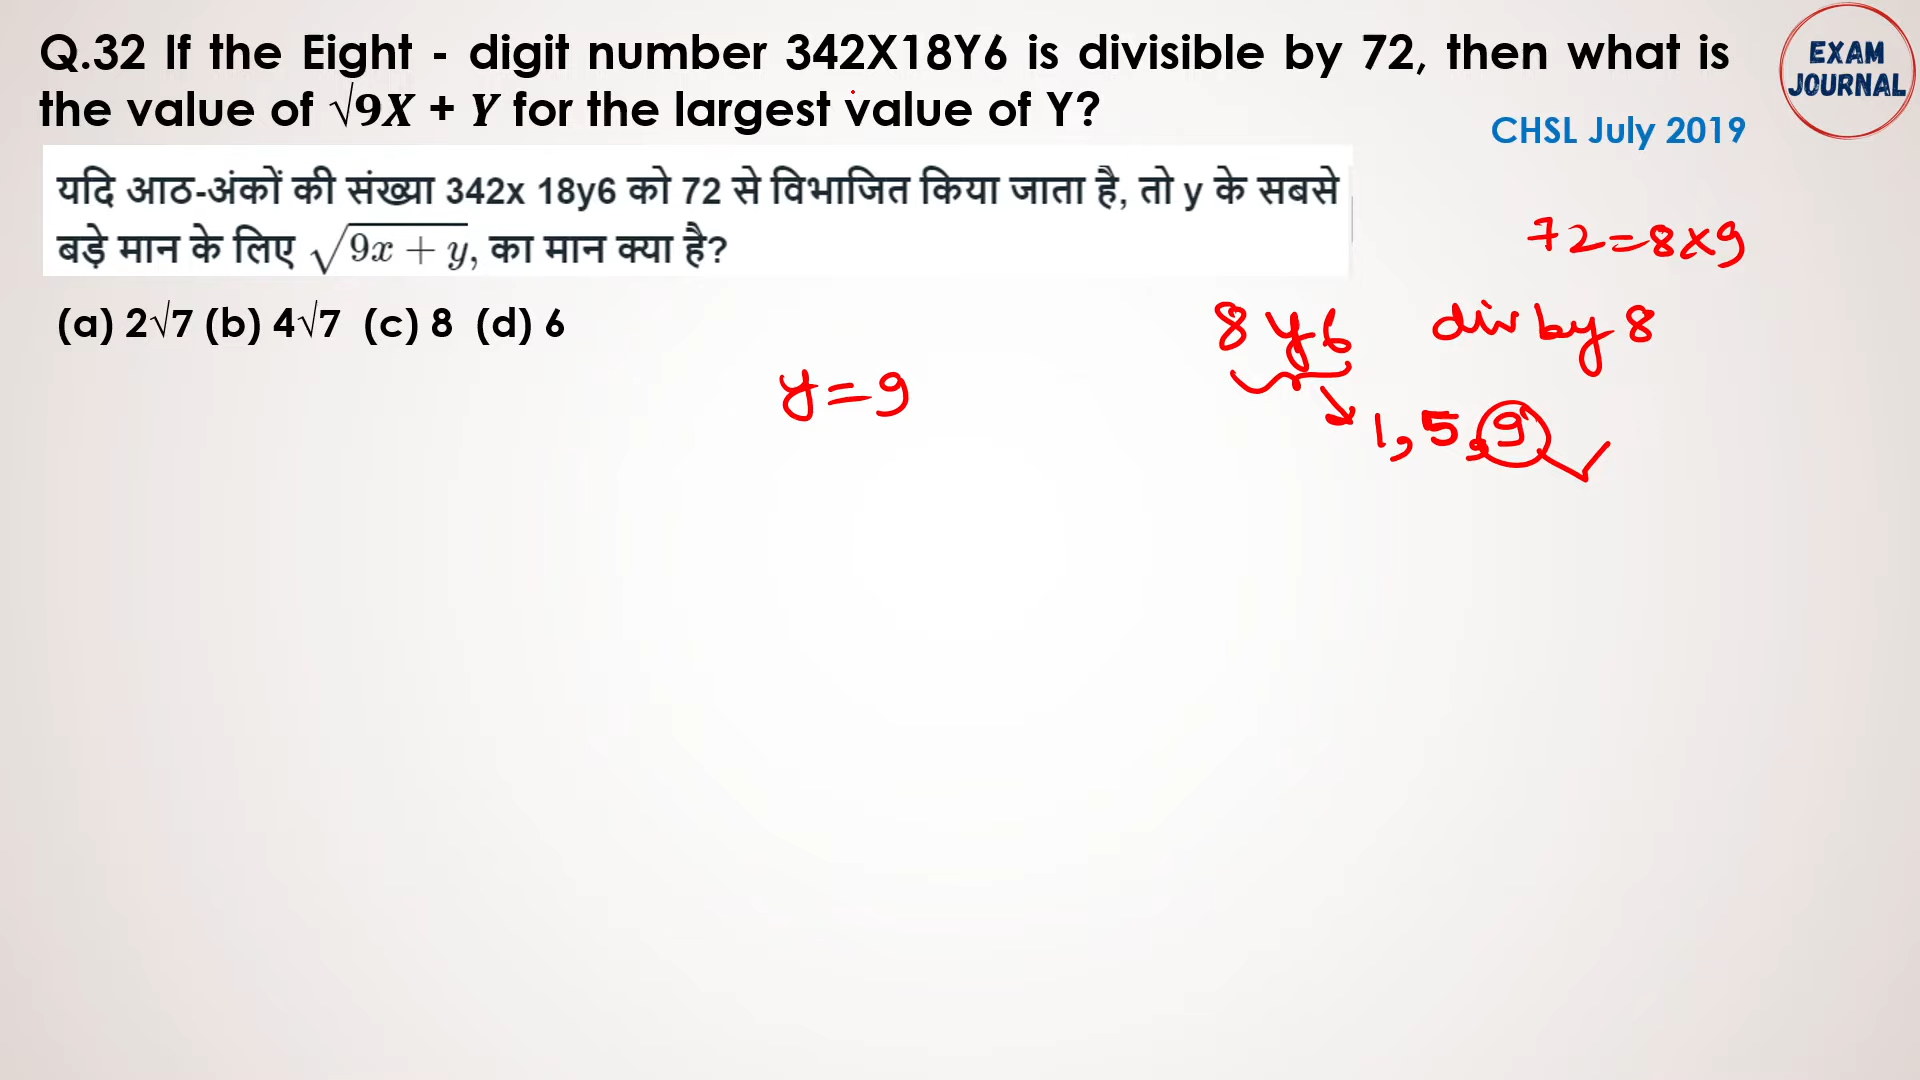 Q.32 If the Eight - digit number 342X18Y6 is divisible by 72, then what is
the value of √9X + Y for the largest value of Y?
EXAM
JOURNAL
CHSL July 2019
यदि आठ-अंकों की संख्या 342x 18y6 को 72 से विभाजित किया जाता है, तो y के सबसे
बड़े मान के लिए √9x + y, का मान क्या है?
72=8×9
(a) 2√7 (b) 4√7 (c) 8 (d) 6
8y6 div by 8
y=9
1,5,9